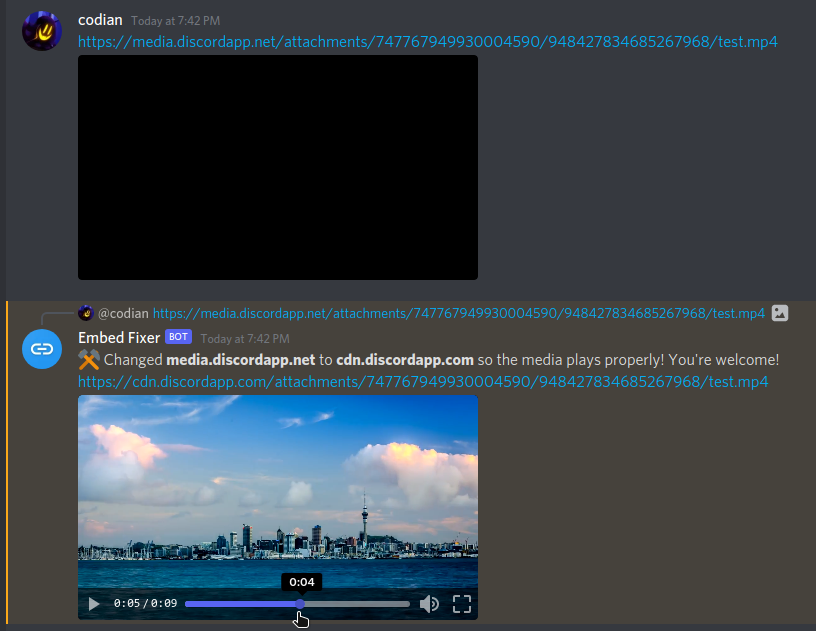 codian Today at 7:42 PM
https://media.discordapp.net/attachments/747767949930004590/948427834685267968/test.mp4
@codian https://media.discordapp.net/attachments/747767949930004590/948427834685267968/test.mp4
Embed Fixer BOT Today at 7:42 PM
Changed media.discordapp.net to cdn.discordapp.com so the media plays properly! You're welcome!
https://cdn.discordapp.com/attachments/747767949930004590/948427834685267968/test.mp4
0:04
0:05/0:09